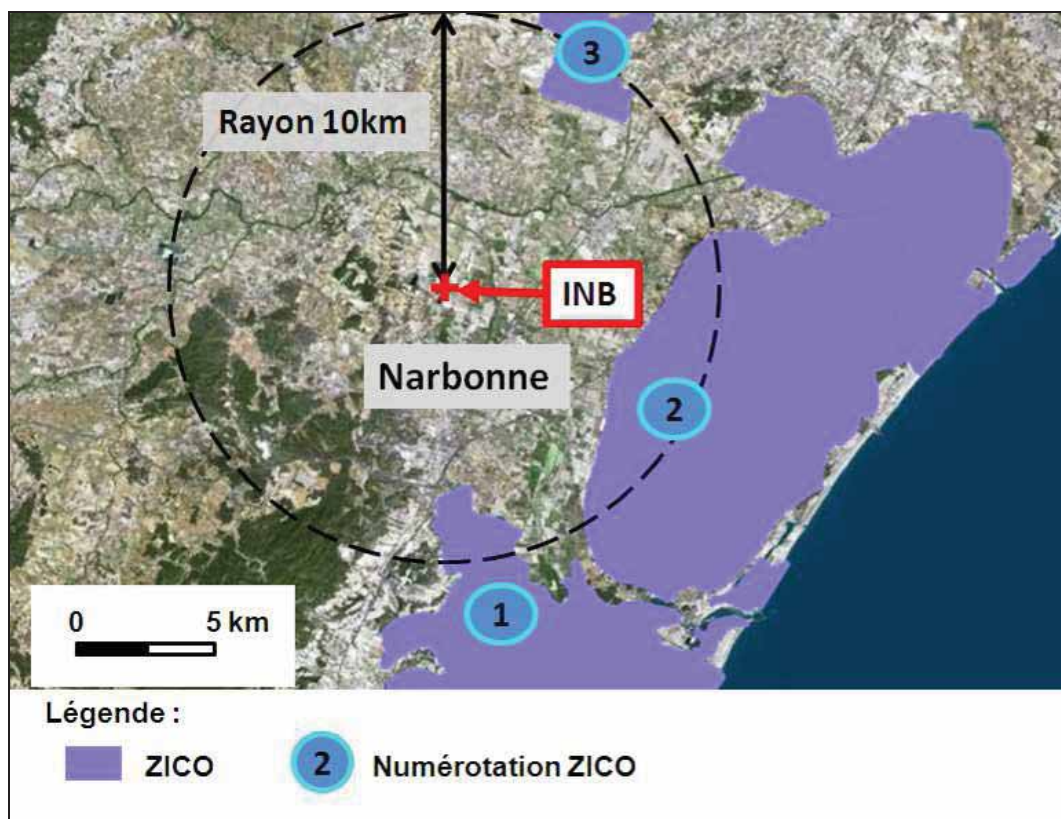 3
Rayon 10km
INB
Narbonne
2
1
0 5 km
Légende :
ZICO
2 Numérotation ZICO